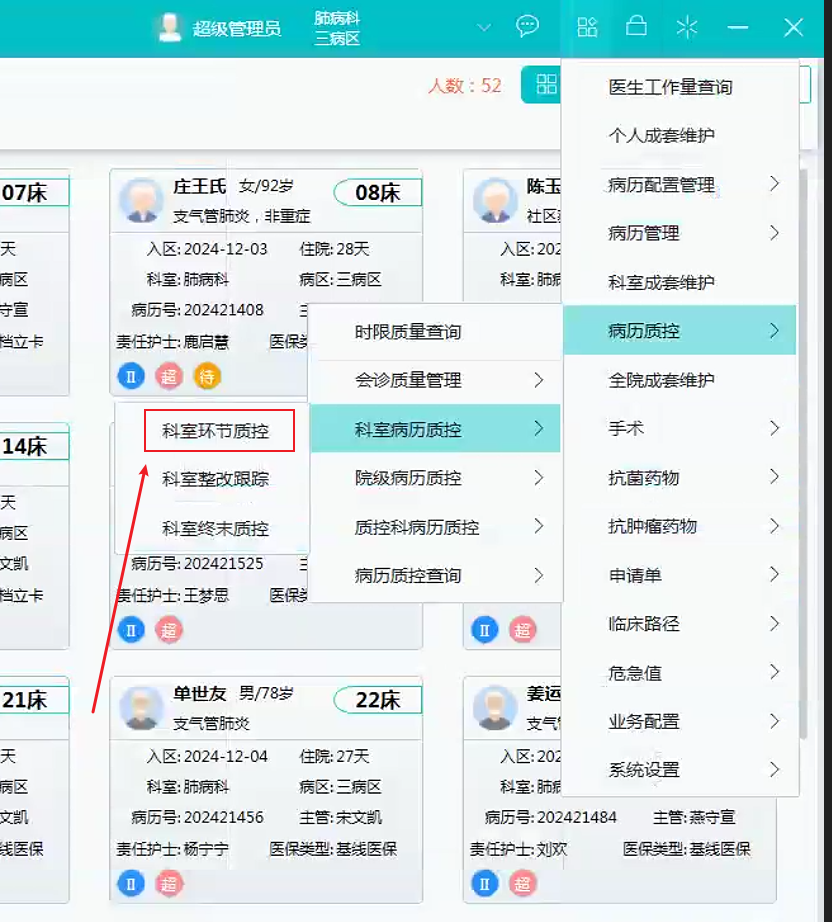 超级管理员
肺病科
三病区
人数：52
07床
天
病区
守宣
档立卡
庄王氏 女/92岁 08床
支气管肺炎，非重症
入区:2024-12-03 住院:28天
科室:肺病科 病区:三病区
病历号:202421408
责任护士:鹿启慧 医保类
II 超 待
陈玉
社区
入区:202
科室:肺
医生工作量查询
个人成套维护
病历配置管理
病历管理
科室成套维护
病历质控
全院成套维护
手术
抗菌药物
抗肿瘤药物
申请单
临床路径
危急值
业务配置
系统设置
时限质量查询
会诊质量管理
科室病历质控
院级病历质控
质控科病历质控
病历质控查询
科室环节质控
科室整改跟踪
科室终末质控
14床
天
病区
文凯
档立卡
病历号:202421525
责任护士:王梦思 医保类
II 超
II 超
21床
天
病区
文凯
线医保
单世友 男/78岁 22床
支气管肺炎
入区:2024-12-04 住院:27天
科室:肺病科 病区:三病区
病历号:202421456 主管:宋文凯
责任护士:杨宁宁 医保类型:基线医保
II 超
姜运
支气
入区:202
科室:肺
病历号:202421484 主管:燕守宣
责任护士:刘欢 医保类型:基线医保
II 超